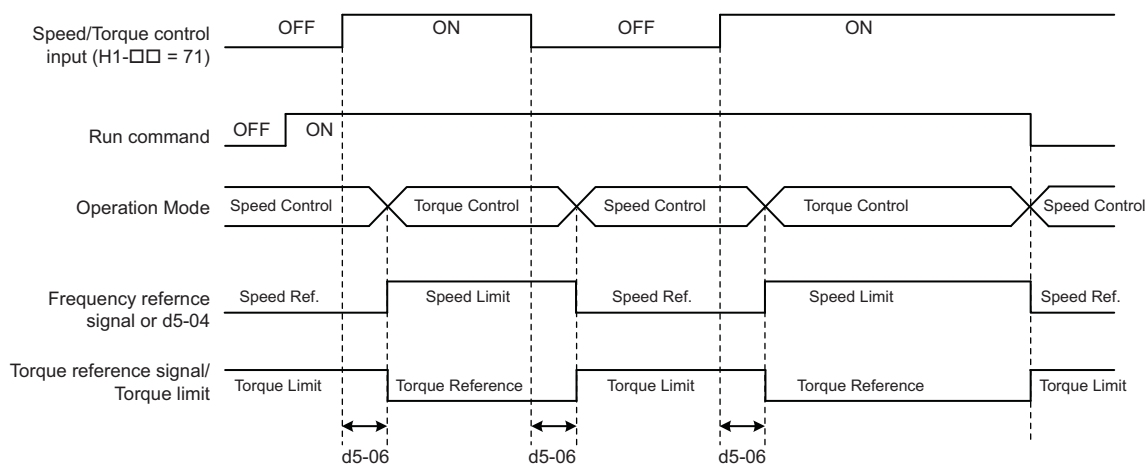 Speed/Torque control
input (H1-□□ = 71)
OFF
ON
OFF
ON
Run command
OFF
ON
Operation Mode
Speed Control
Torque Control
Speed Control
Torque Control
Speed Control
Frequency refernce
signal or d5-04
Speed Ref.
Speed Limit
Speed Ref.
Speed Limit
Speed Ref.
Torque reference signal/
Torque limit
Torque Limit
Torque Reference
Torque Limit
Torque Reference
Torque Limit
d5-06
d5-06
d5-06